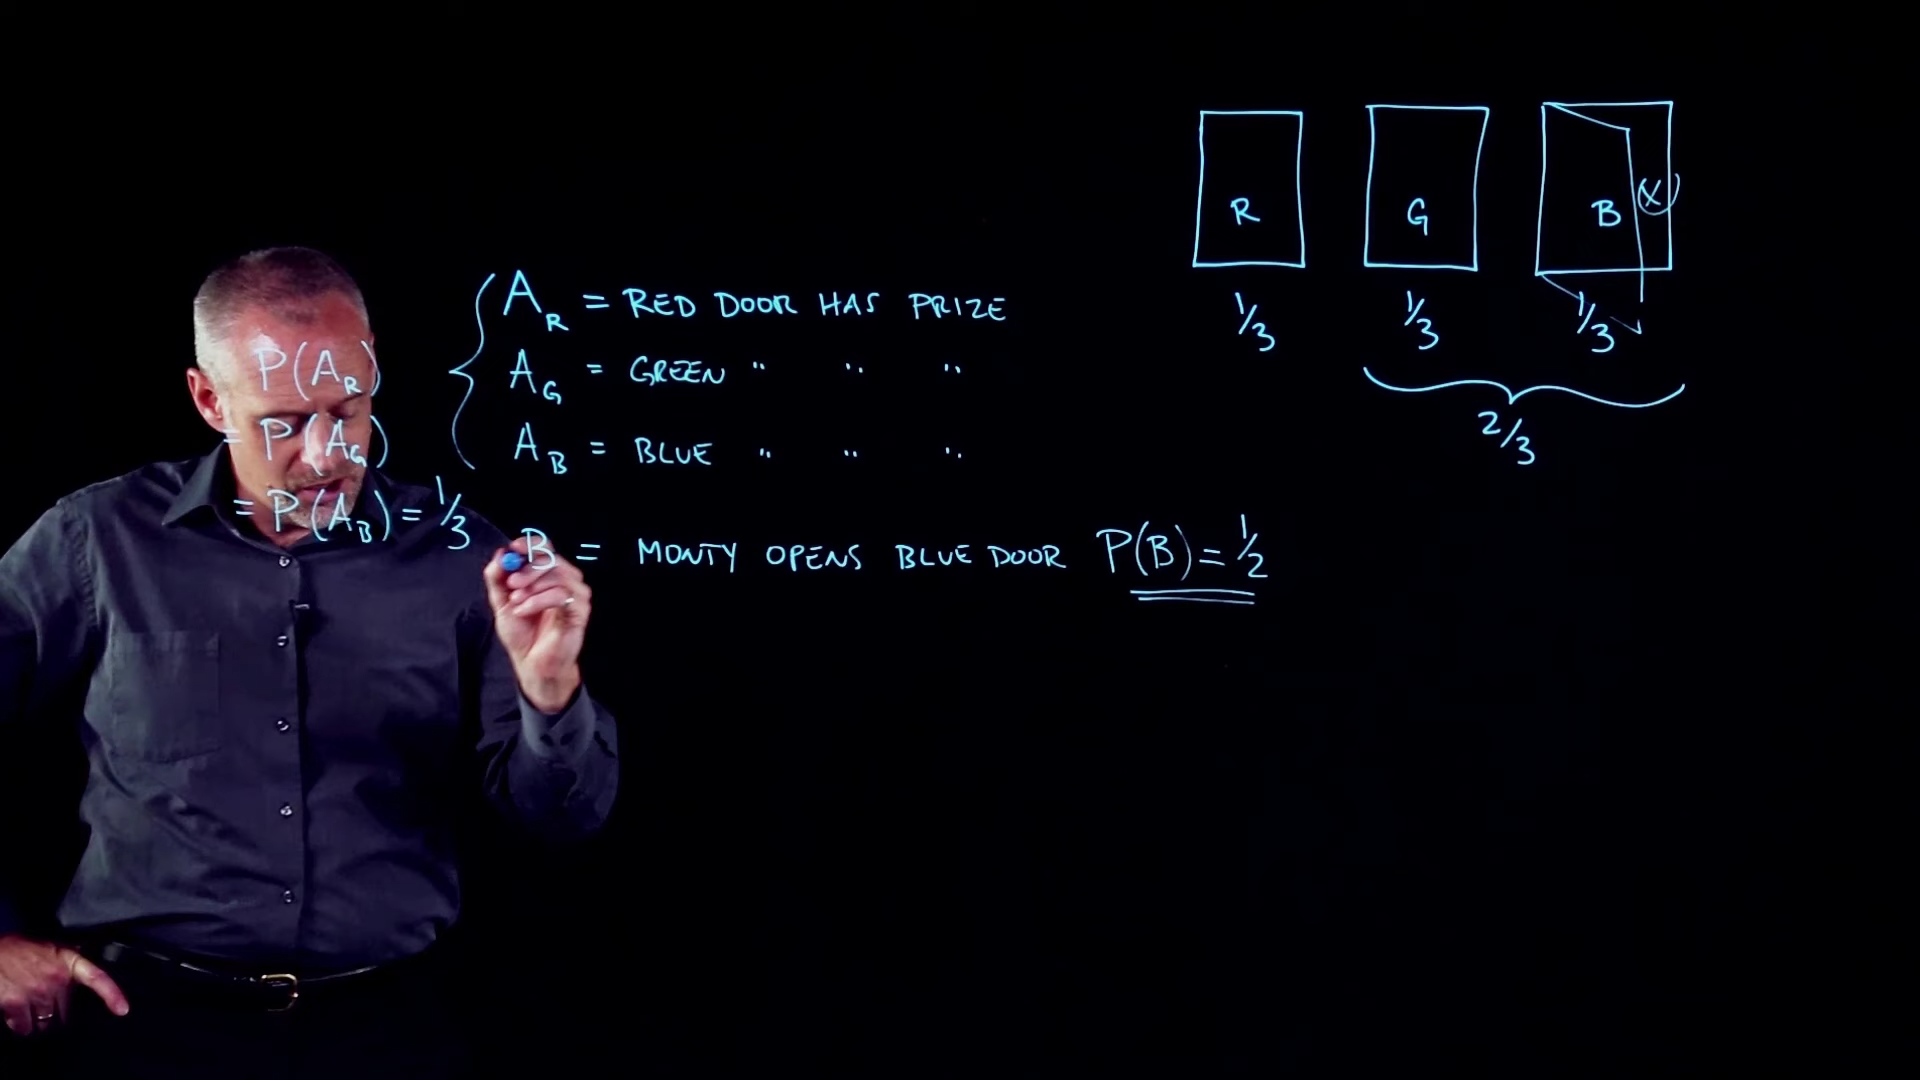 R G B X
1/3 1/3 1/3
2/3
A_R = RED DOOR HAS PRIZE
A_G = GREEN " " "
A_B = BLUE " " "
P(A_R)
= P(A_G)
= P(A_B) = 1/3
B = MONTY OPENS BLUE DOOR P(B) = 1/2